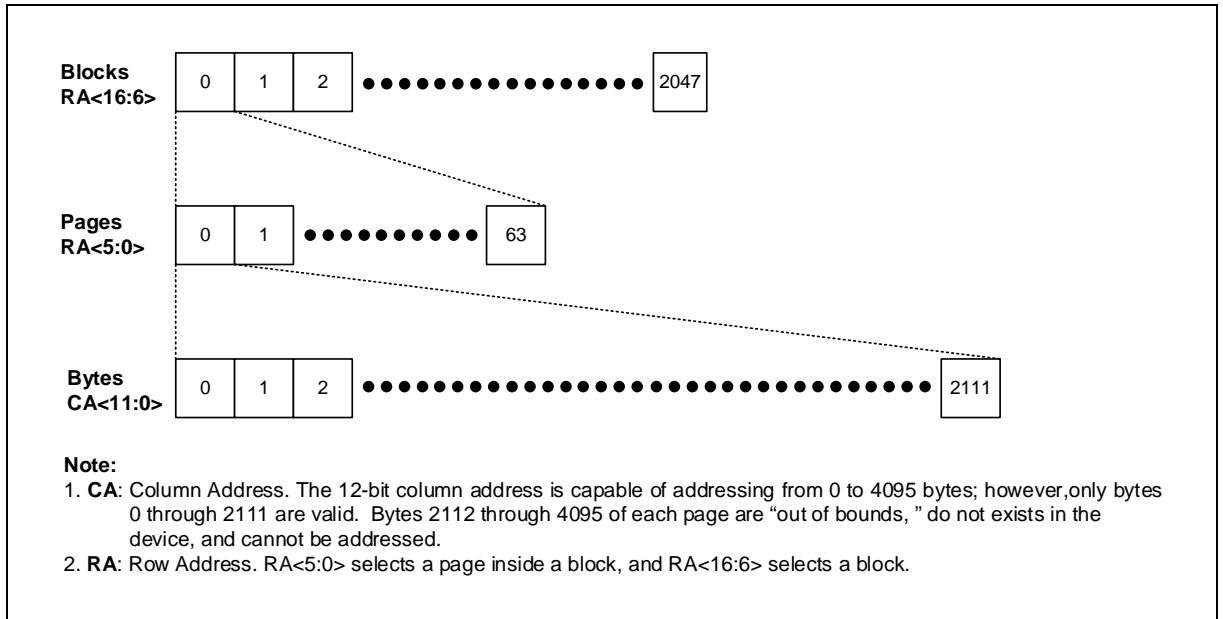 Blocks
RA<16:6>
0 1 2 2047
Pages
RA<5:0>
0 1 63
Bytes
CA<11:0>
0 1 2 2111
Note:
1. CA: Column Address. The 12-bit column address is capable of addressing from 0 to 4095 bytes; however,only bytes
0 through 2111 are valid. Bytes 2112 through 4095 of each page are “out of bounds, ” do not exists in the
device, and cannot be addressed.
2. RA: Row Address. RA<5:0> selects a page inside a block, and RA<16:6> selects a block.